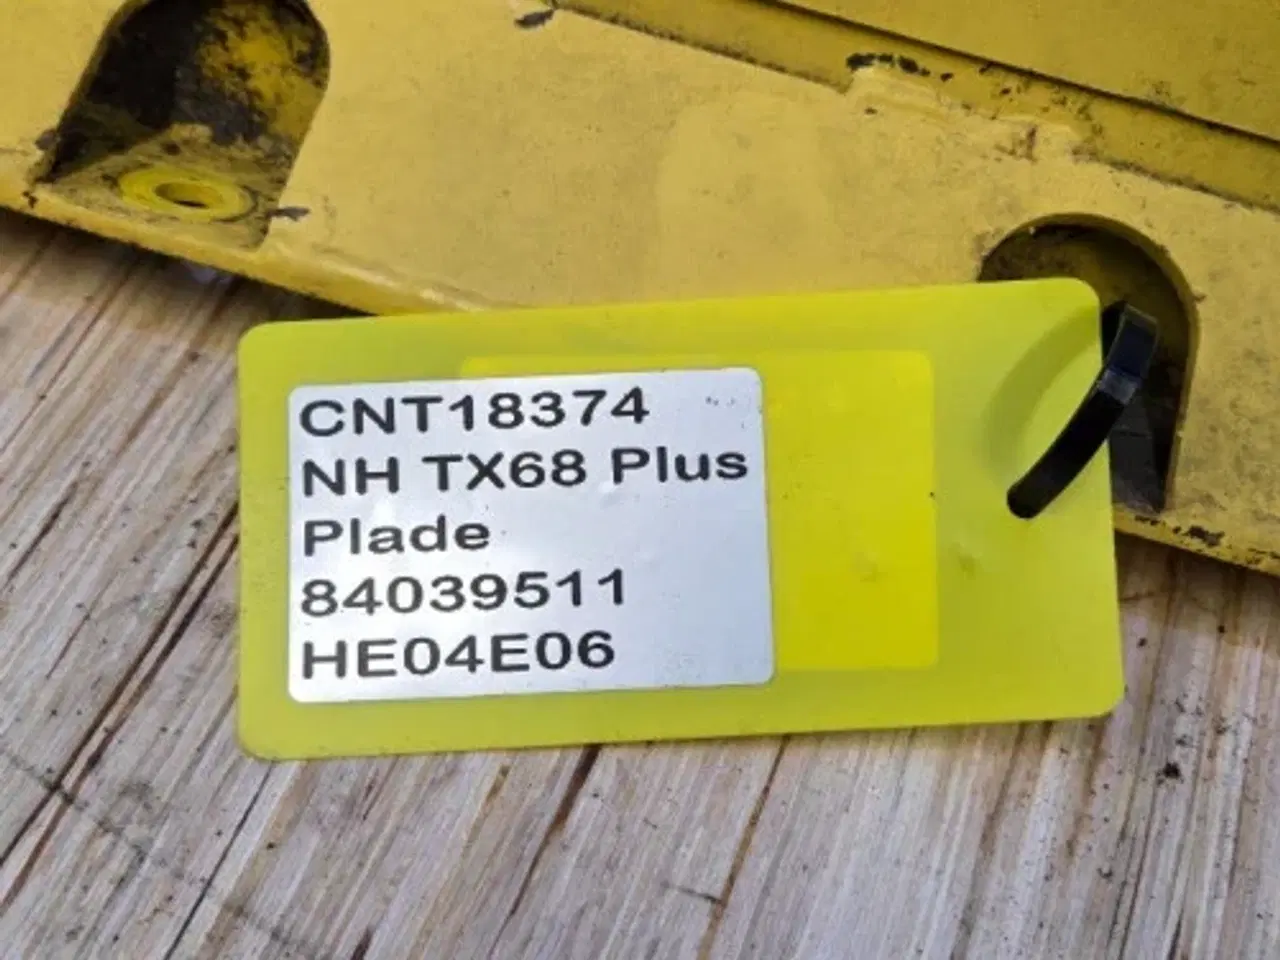 CNT18374
NH TX68 Plus
Plade
84039511
HE04E06